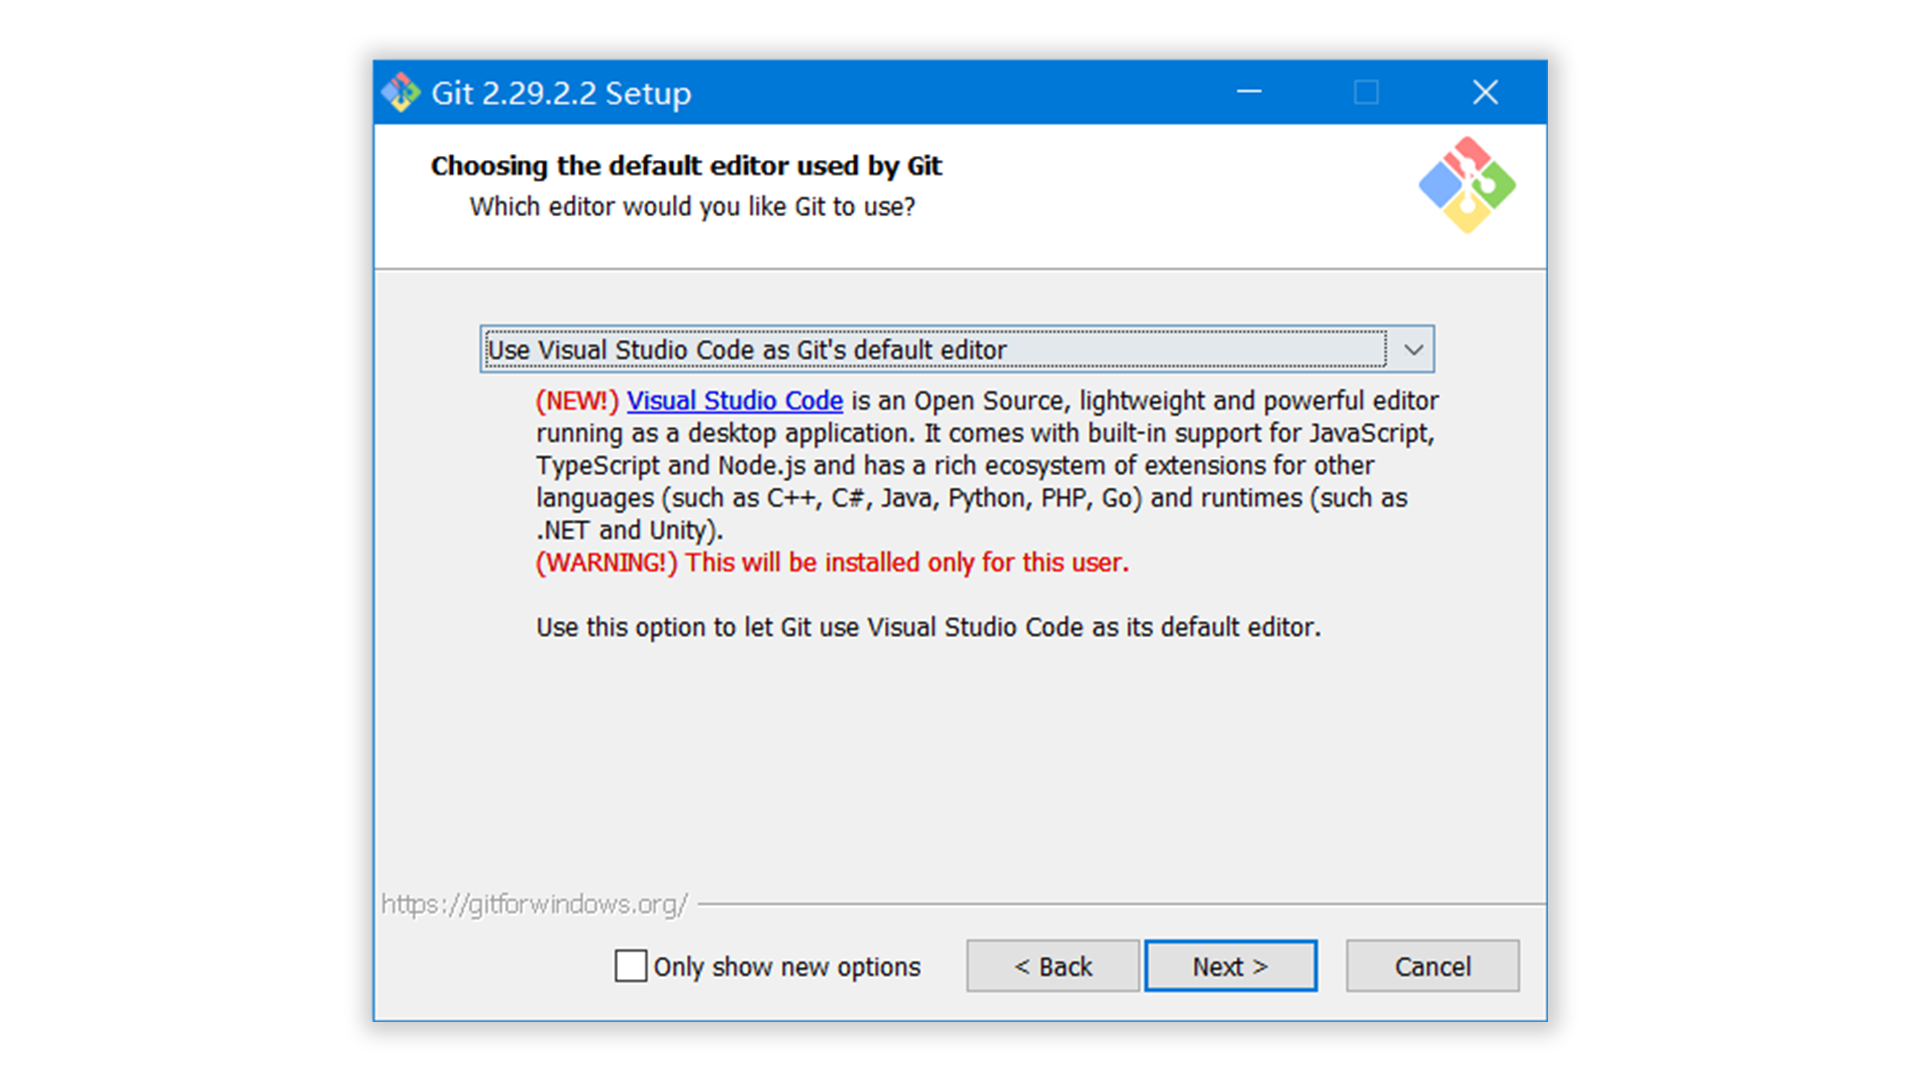 Git 2.29.2.2 Setup
Choosing the default editor used by Git
Which editor would you like Git to use?
Use Visual Studio Code as Git's default editor
(NEW!) Visual Studio Code is an Open Source, lightweight and powerful editor
running as a desktop application. It comes with built-in support for JavaScript,
TypeScript and Node.js and has a rich ecosystem of extensions for other
languages (such as C++, C#, Java, Python, PHP, Go) and runtimes (such as
.NET and Unity).
(WARNING!) This will be installed only for this user.
Use this option to let Git use Visual Studio Code as its default editor.
https://gitforwindows.org/
Only show new options
< Back
Next >
Cancel